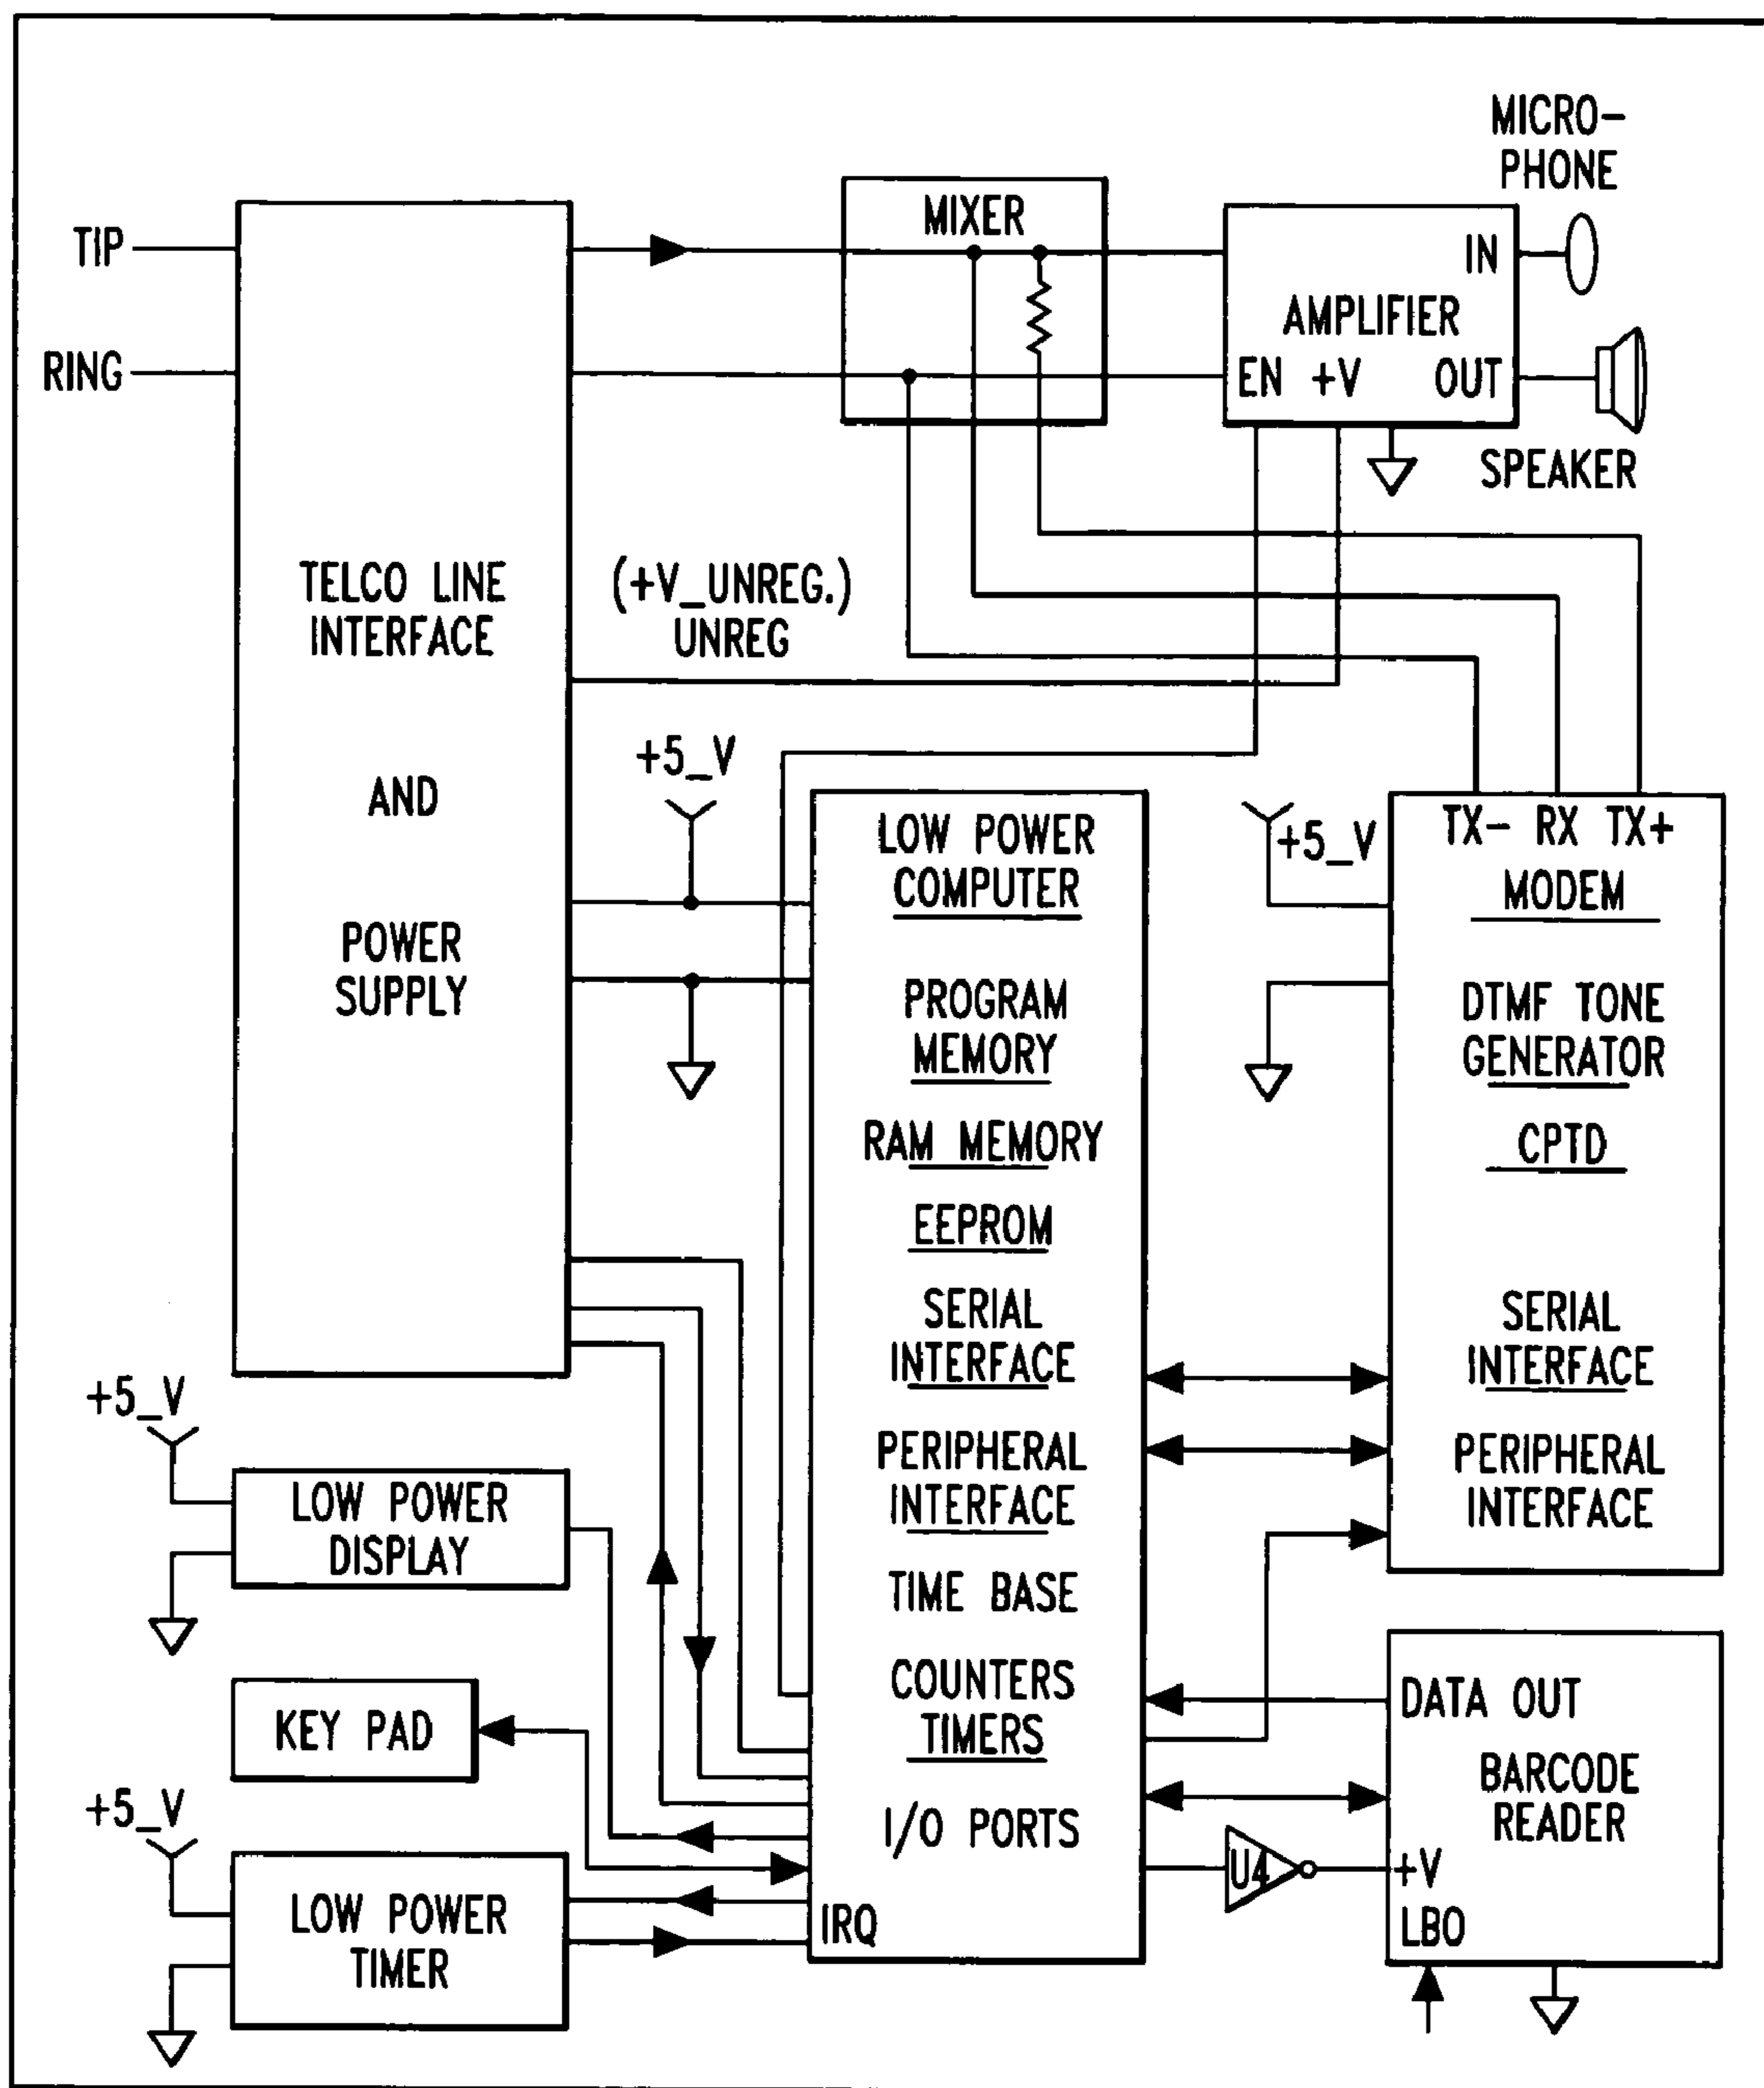 MICRO-
PHONE
MIXER
TIP
IN
AMPLIFIER
RING
EN +V OUT
SPEAKER
TELCO LINE
INTERFACE
AND
POWER
SUPPLY
(+V_UNREG.)
UNREG
+5_V
LOW POWER
COMPUTER
PROGRAM
MEMORY
RAM MEMORY
EEPROM
SERIAL
INTERFACE
PERIPHERAL
INTERFACE
TIME BASE
COUNTERS
TIMERS
I/O PORTS
IRQ
+5_V
TX- RX TX+
MODEM
DTMF TONE
GENERATOR
CPTD
SERIAL
INTERFACE
PERIPHERAL
INTERFACE
+5_V
LOW POWER
DISPLAY
KEY PAD
+5_V
LOW POWER
TIMER
DATA OUT
BARCODE
READER
U4
+V
LBO